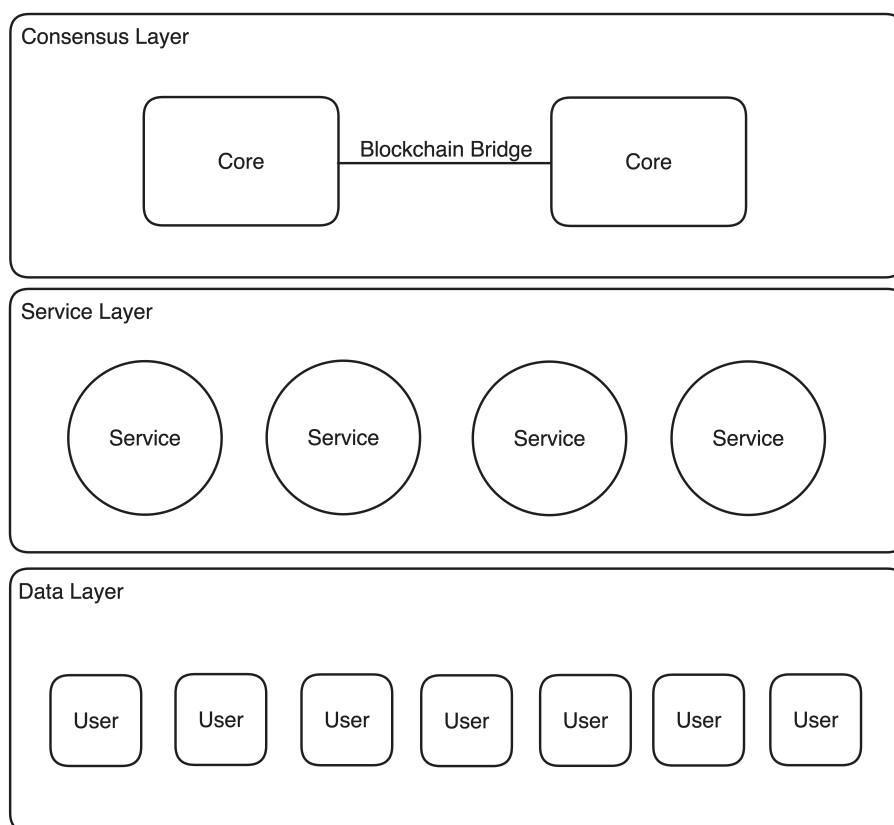 Consensus Layer
Blockchain Bridge
Core
Core
Service Layer
Service
Service
Service
Service
Data Layer
User
User
User
User
User
User
User